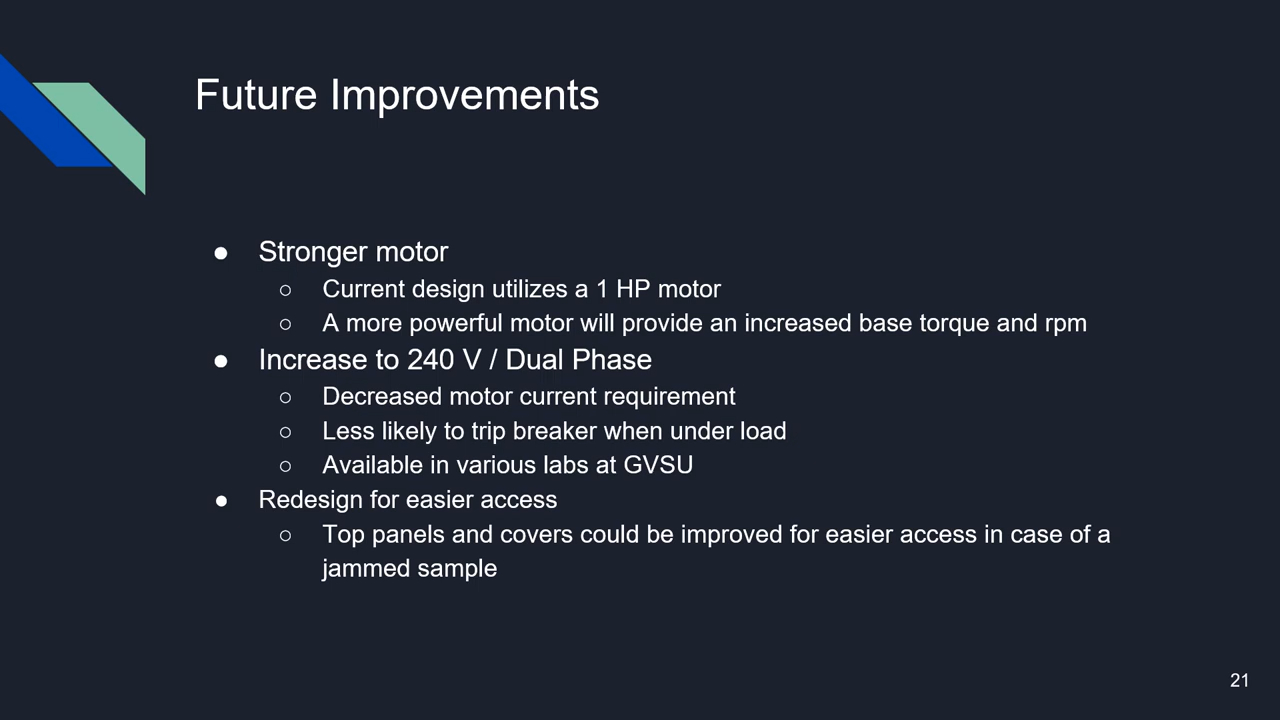 Future Improvements
● Stronger motor
○ Current design utilizes a 1 HP motor
○ A more powerful motor will provide an increased base torque and rpm
● Increase to 240 V / Dual Phase
○ Decreased motor current requirement
○ Less likely to trip breaker when under load
○ Available in various labs at GVSU
● Redesign for easier access
○ Top panels and covers could be improved for easier access in case of a
jammed sample
21